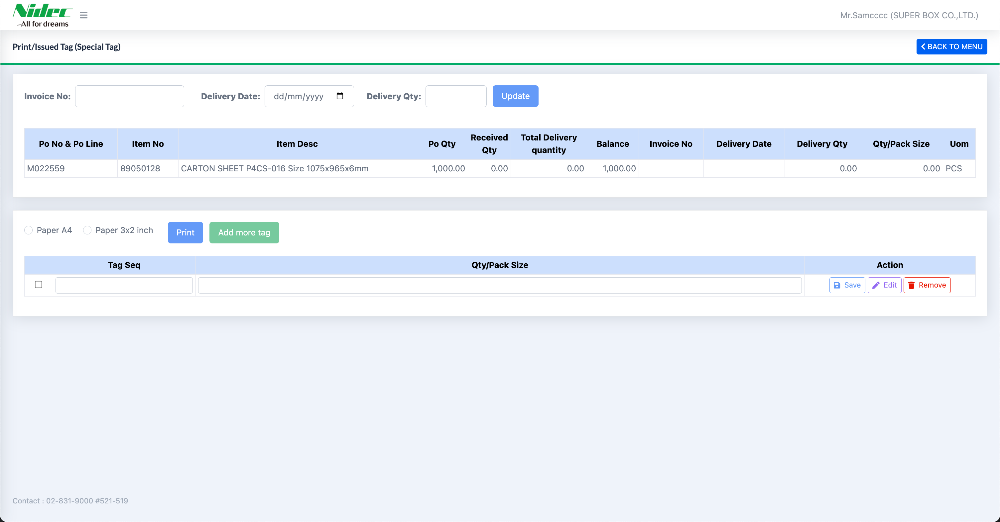 Nidec
All for dreams
Mr.Samcccc (SUPER BOX CO.,LTD.)
Print/Issued Tag (Special Tag)
BACK TO MENU
Invoice No:
Delivery Date: dd/mm/yyyy
Delivery Qty:
Update
Po No & Po Line Item No Item Desc Po Qty Received Qty Total Delivery quantity Balance Invoice No Delivery Date Delivery Qty Qty/Pack Size Uom
M022559 89050128 CARTON SHEET P4CS-016 Size 1075x965x6mm 1,000.00 0.00 0.00 1,000.00 0.00 0.00 PCS
Paper A4 Paper 3x2 inch Print Add more tag
Tag Seq Qty/Pack Size Action
Save Edit Remove
Contact : 02-831-9000 #521-519